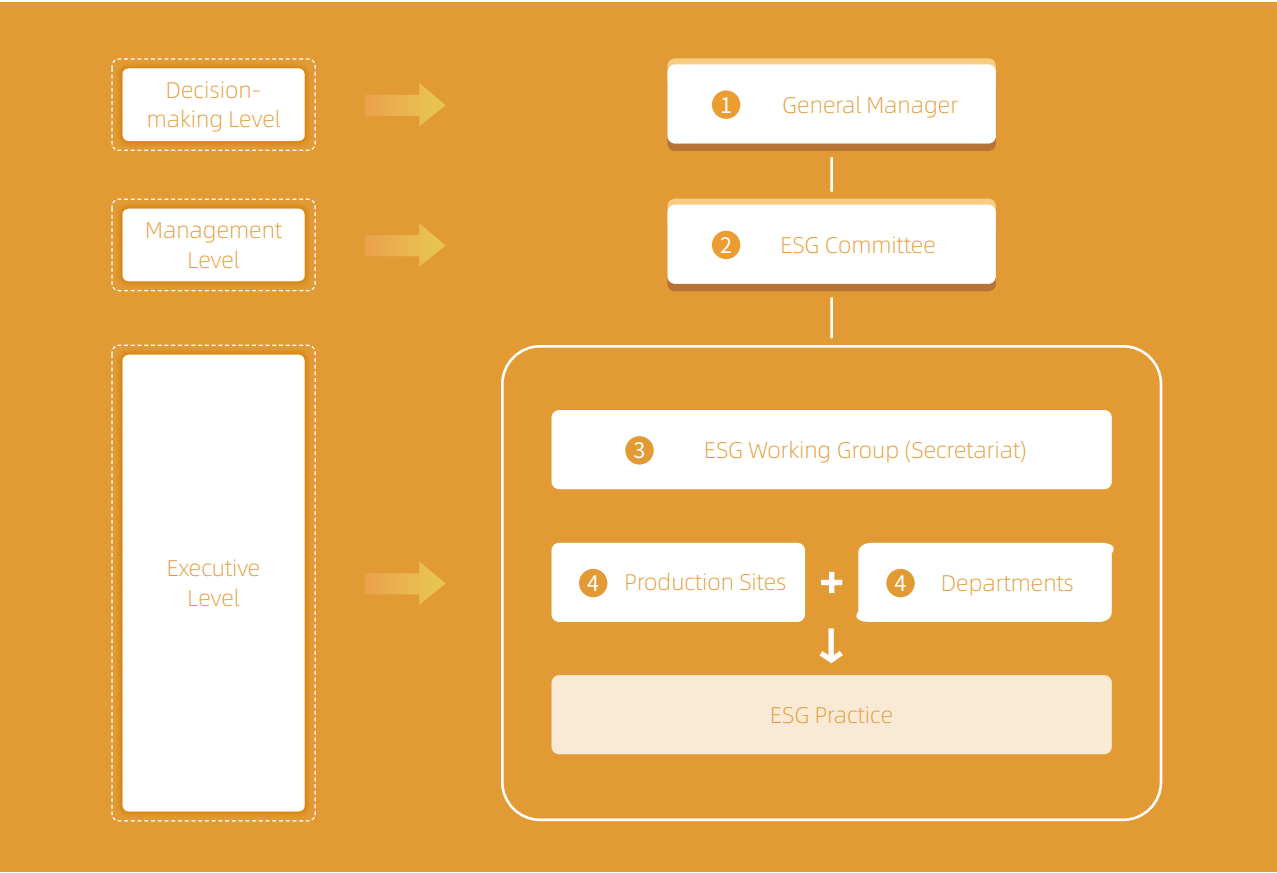 Decision-
making Level
1 General Manager
Management
Level
2 ESG Committee
Executive
Level
3 ESG Working Group (Secretariat)
4 Production Sites + 4 Departments
ESG Practice